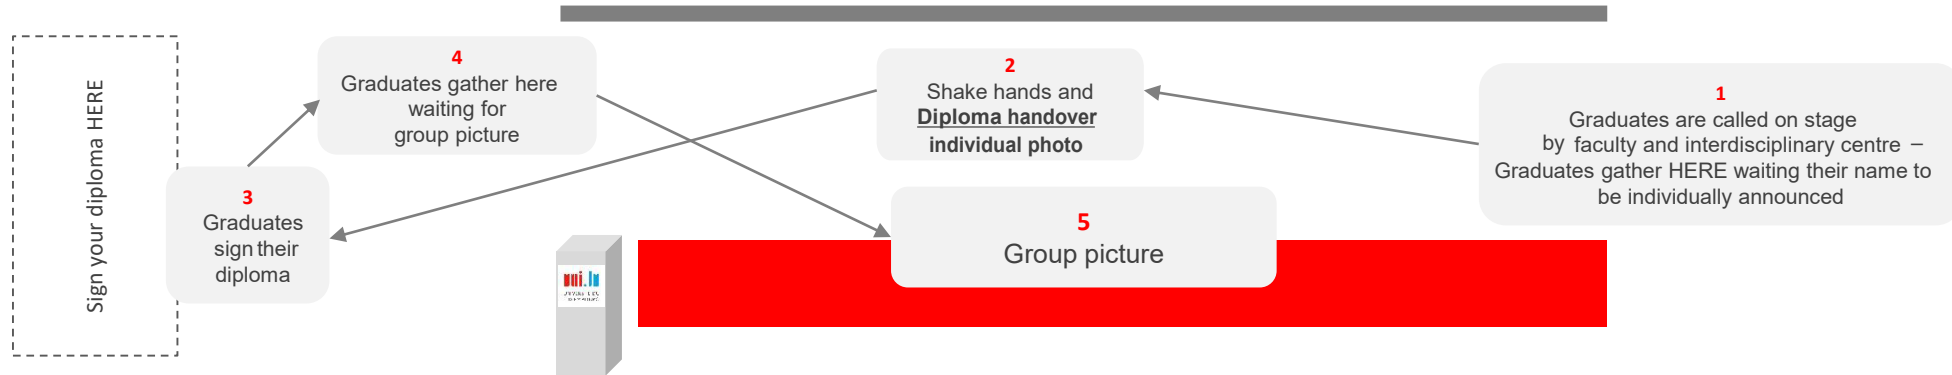 Sign your diploma HERE
4
Graduates gather here
waiting for
group picture
2
Shake hands and
Diploma handover
individual photo
1
Graduates are called on stage
by faculty and interdisciplinary centre –
Graduates gather HERE waiting their name to
be individually announced
3
Graduates
sign their
diploma
5
Group picture
uni.lu